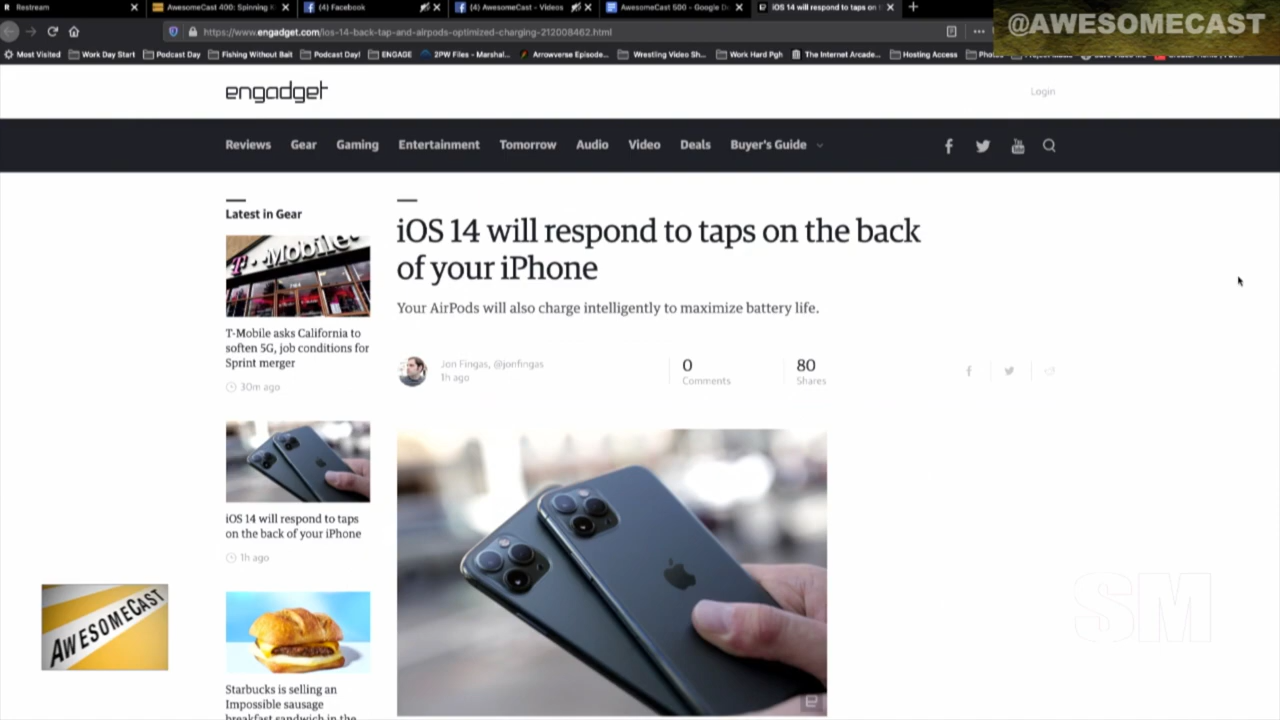 Restream
AwesomeCast 400: Spinning
(4) Facebook
(4) AwesomeCast - Videos
AwesomeCast 500 - Google D
iOS 14 will respond to taps on
@AWESOMECAST
https://www.engadget.com/ios-14-back-tap-and-airpods-optimized-charging-212008462.html
Most Visited
Work Day Start
Podcast Day
Fishing Without Bait
Podcast Day!
ENGAGE
2PW Files - Marshal...
Arrowverse Episode...
Wrestling Video Sh...
Work Hard Pgh
The Internet Arcade...
Hosting Access
engadget
Login
Reviews
Gear
Gaming
Entertainment
Tomorrow
Audio
Video
Deals
Buyer's Guide
Latest in Gear
T-Mobile
T-Mobile asks California to
soften 5G, job conditions for
Sprint merger
30m ago
iOS 14 will respond to taps
on the back of your iPhone
1h ago
Starbucks is selling an
Impossible sausage
breakfast sandwich in the
iOS 14 will respond to taps on the back
of your iPhone
Your AirPods will also charge intelligently to maximize battery life.
Jon Fingas, @jonfingas
1h ago
0
Comments
80
Shares
AWESOMECAST
SM